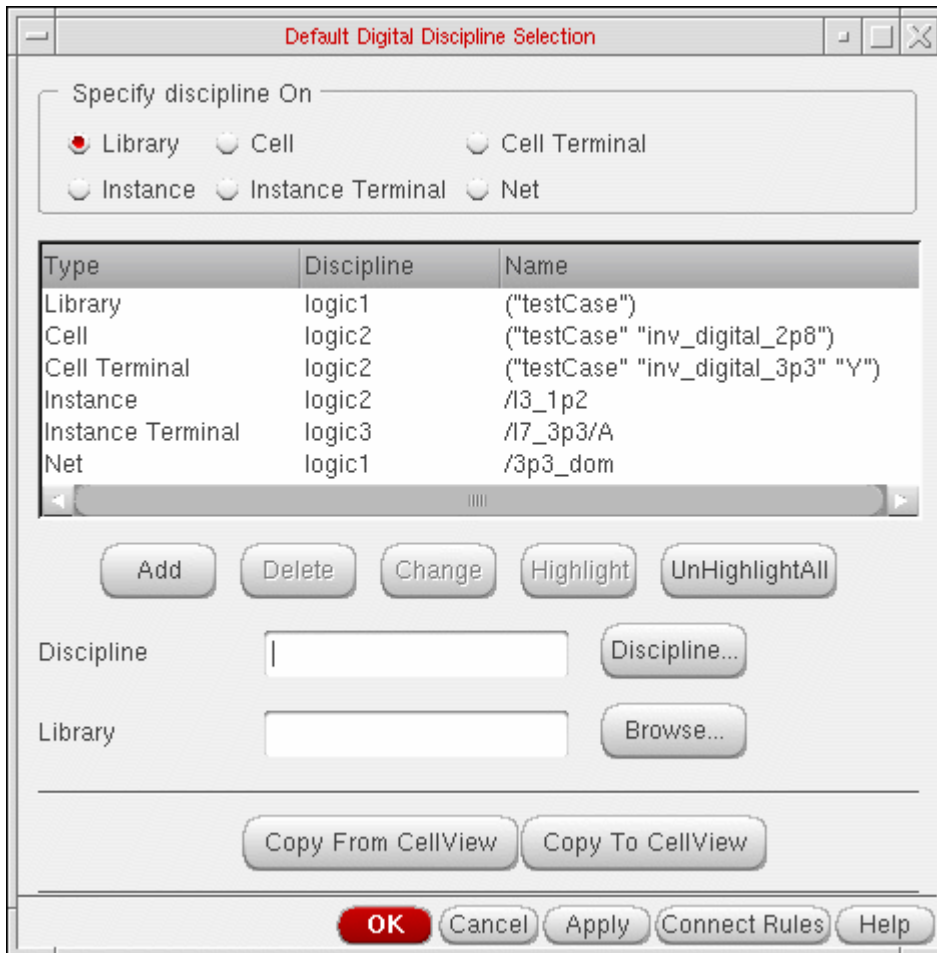 Default Digital Discipline Selection
Specify discipline On
Library Cell Cell Terminal
Instance Instance Terminal Net
Type Discipline Name
Library logic1 ("testCase")
Cell logic2 ("testCase" "inv_digital_2p8")
Cell Terminal logic2 ("testCase" "inv_digital_3p3" "Y")
Instance logic2 /I3_1p2
Instance Terminal logic3 /I7_3p3/A
Net logic1 /3p3_dom
Add Delete Change Highlight UnHighlightAll
Discipline Discipline...
Library Browse...
Copy From CellView Copy To CellView
OK Cancel Apply Connect Rules Help